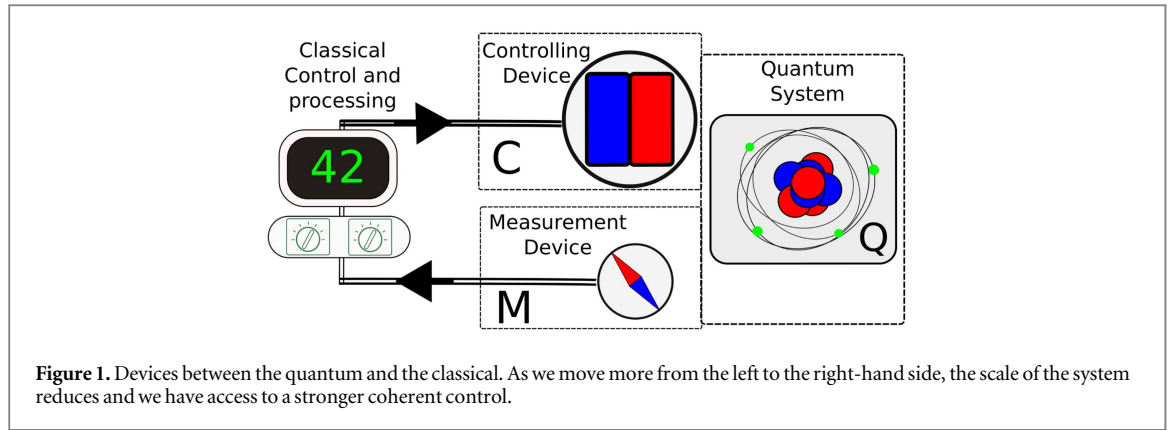 Classical
Control and
processing
Controlling
Device
Quantum
System
42
C
Measurement
Device
Q
M
Figure 1. Devices between the quantum and the classical. As we move more from the left to the right-hand side, the scale of the system
reduces and we have access to a stronger coherent control.